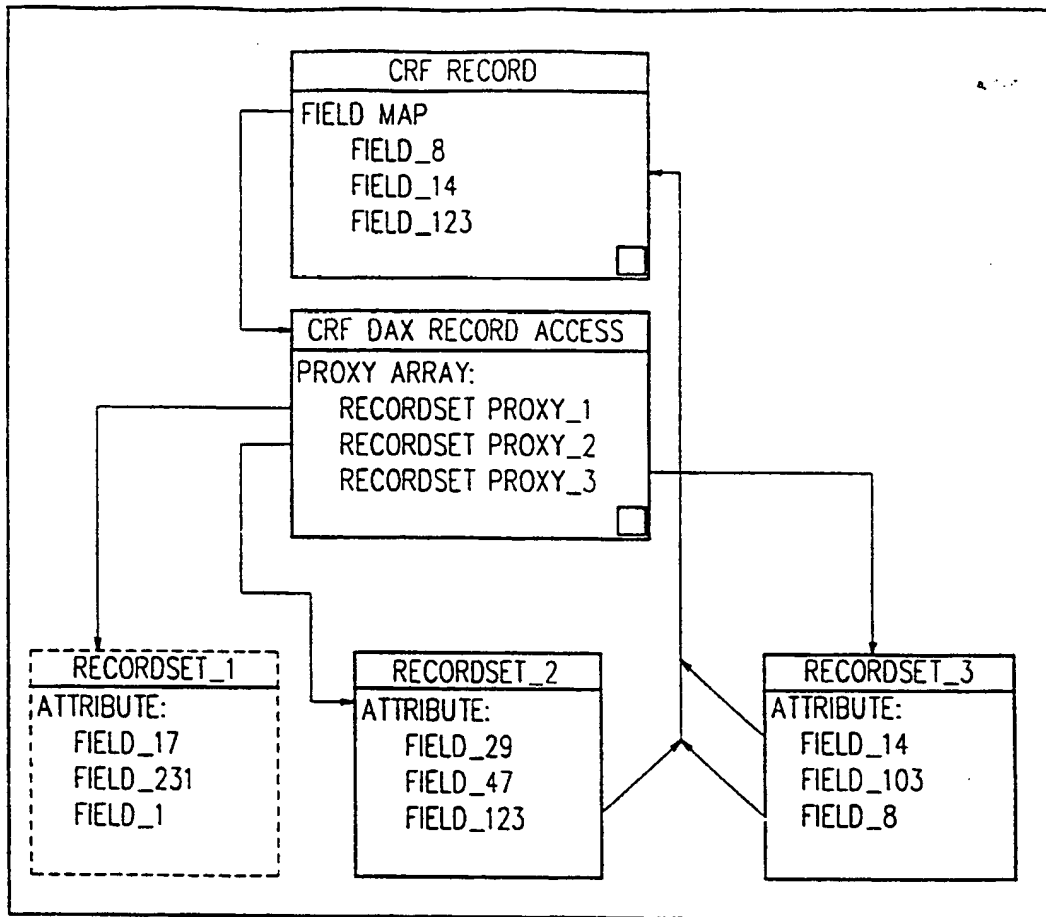 CRF RECORD
FIELD MAP
FIELD_8
FIELD_14
FIELD_123
CRF DAX RECORD ACCESS
PROXY ARRAY:
RECORDSET PROXY_1
RECORDSET PROXY_2
RECORDSET PROXY_3
RECORDSET_1
ATTRIBUTE:
FIELD_17
FIELD_231
FIELD_1
RECORDSET_2
ATTRIBUTE:
FIELD_29
FIELD_47
FIELD_123
RECORDSET_3
ATTRIBUTE:
FIELD_14
FIELD_103
FIELD_8